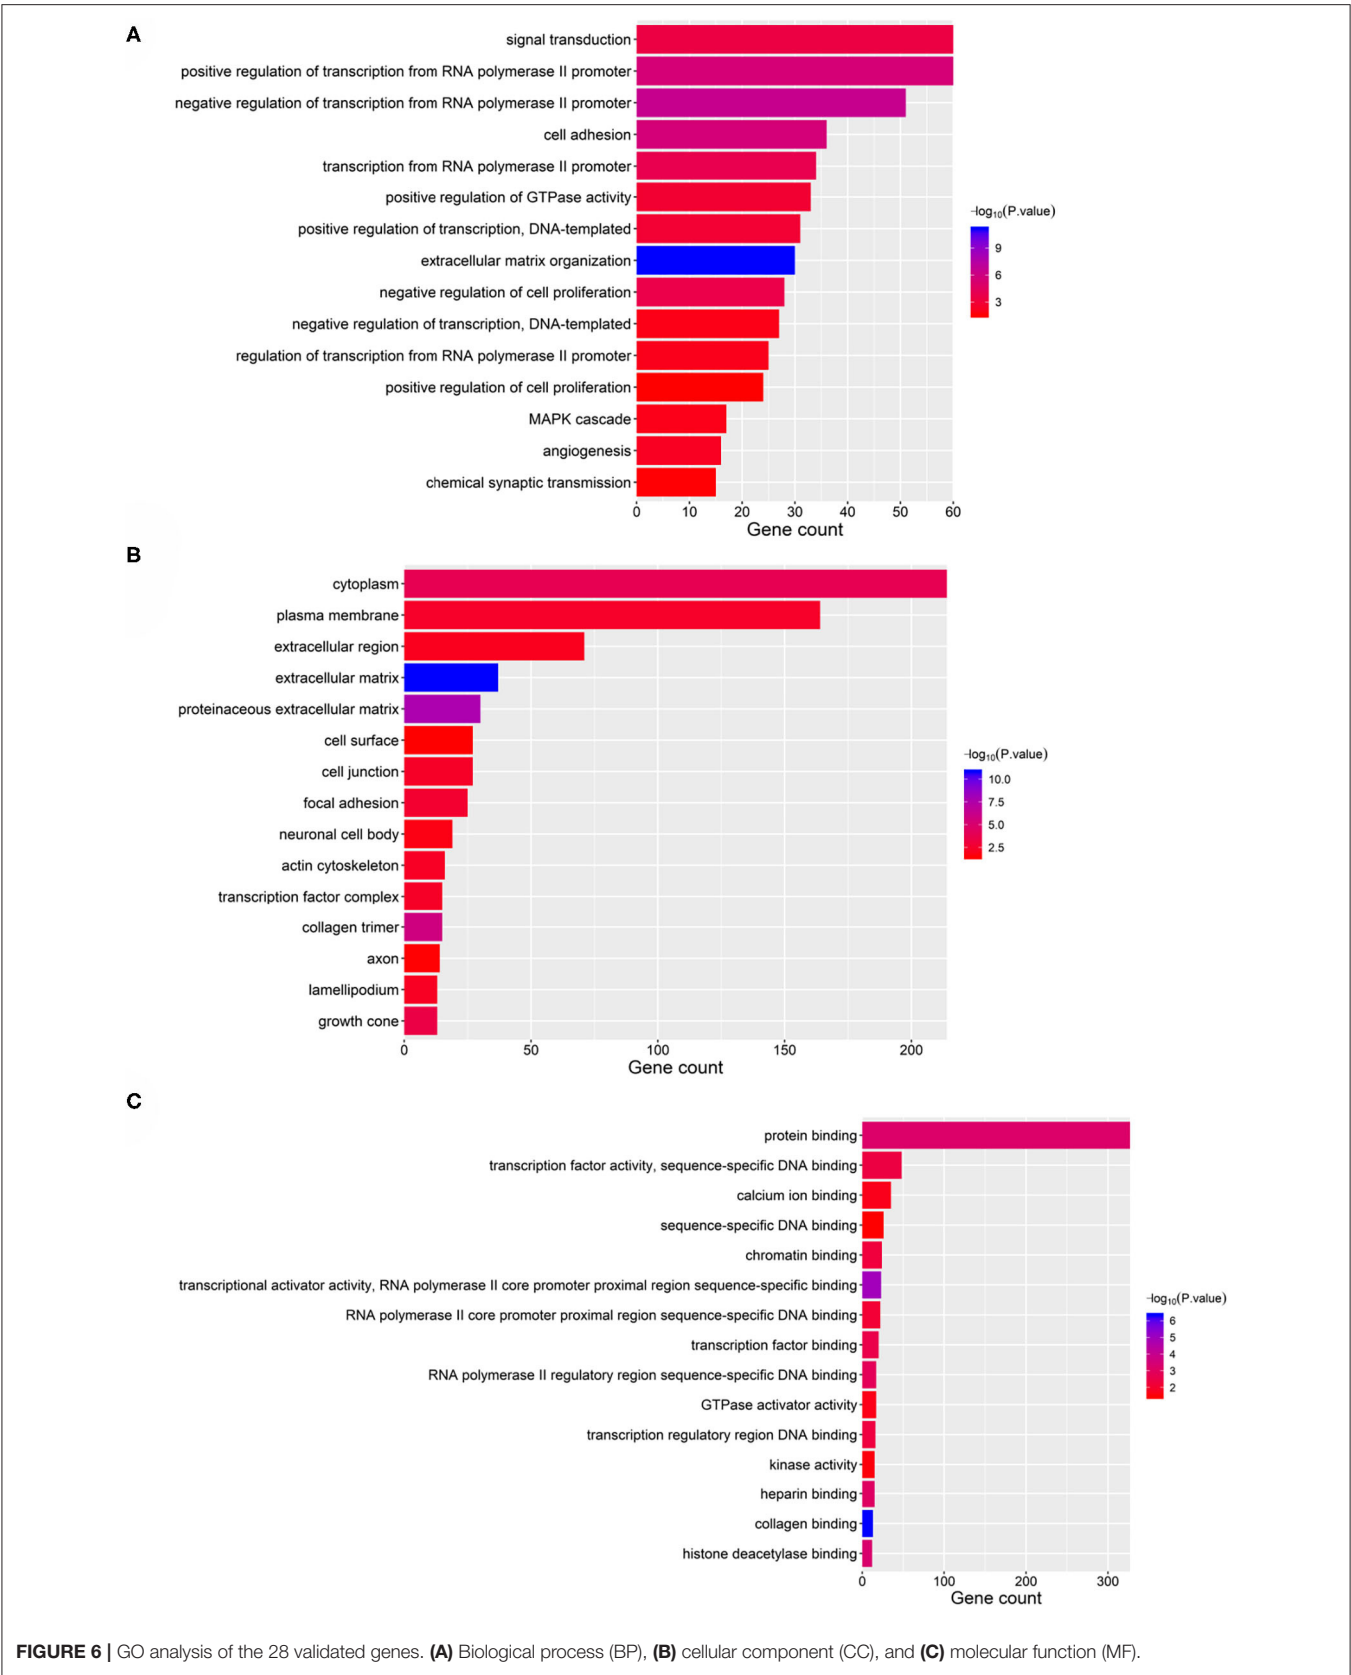 A
signal transduction
positive regulation of transcription from RNA polymerase II promoter
negative regulation of transcription from RNA polymerase II promoter
cell adhesion
transcription from RNA polymerase II promoter
positive regulation of GTPase activity
positive regulation of transcription, DNA-templated
extracellular matrix organization
negative regulation of cell proliferation
negative regulation of transcription, DNA-templated
regulation of transcription from RNA polymerase II promoter
positive regulation of cell proliferation
MAPK cascade
angiogenesis
chemical synaptic transmission
0 10 20 30 40 50 60
Gene count
−log10(P.value)
9
6
3
B
cytoplasm
plasma membrane
extracellular region
extracellular matrix
proteinaceous extracellular matrix
cell surface
cell junction
focal adhesion
neuronal cell body
actin cytoskeleton
transcription factor complex
collagen trimer
axon
lamellipodium
growth cone
0 50 100 150 200
Gene count
−log10(P.value)
10.0
7.5
5.0
2.5
C
protein binding
transcription factor activity, sequence-specific DNA binding
calcium ion binding
sequence-specific DNA binding
chromatin binding
transcriptional activator activity, RNA polymerase II core promoter proximal region sequence-specific binding
RNA polymerase II core promoter proximal region sequence-specific DNA binding
transcription factor binding
RNA polymerase II regulatory region sequence-specific DNA binding
GTPase activator activity
transcription regulatory region DNA binding
kinase activity
heparin binding
collagen binding
histone deacetylase binding
0 100 200 300
Gene count
−log10(P.value)
6
5
4
3
2
FIGURE 6 | GO analysis of the 28 validated genes. (A) Biological process (BP), (B) cellular component (CC), and (C) molecular function (MF).